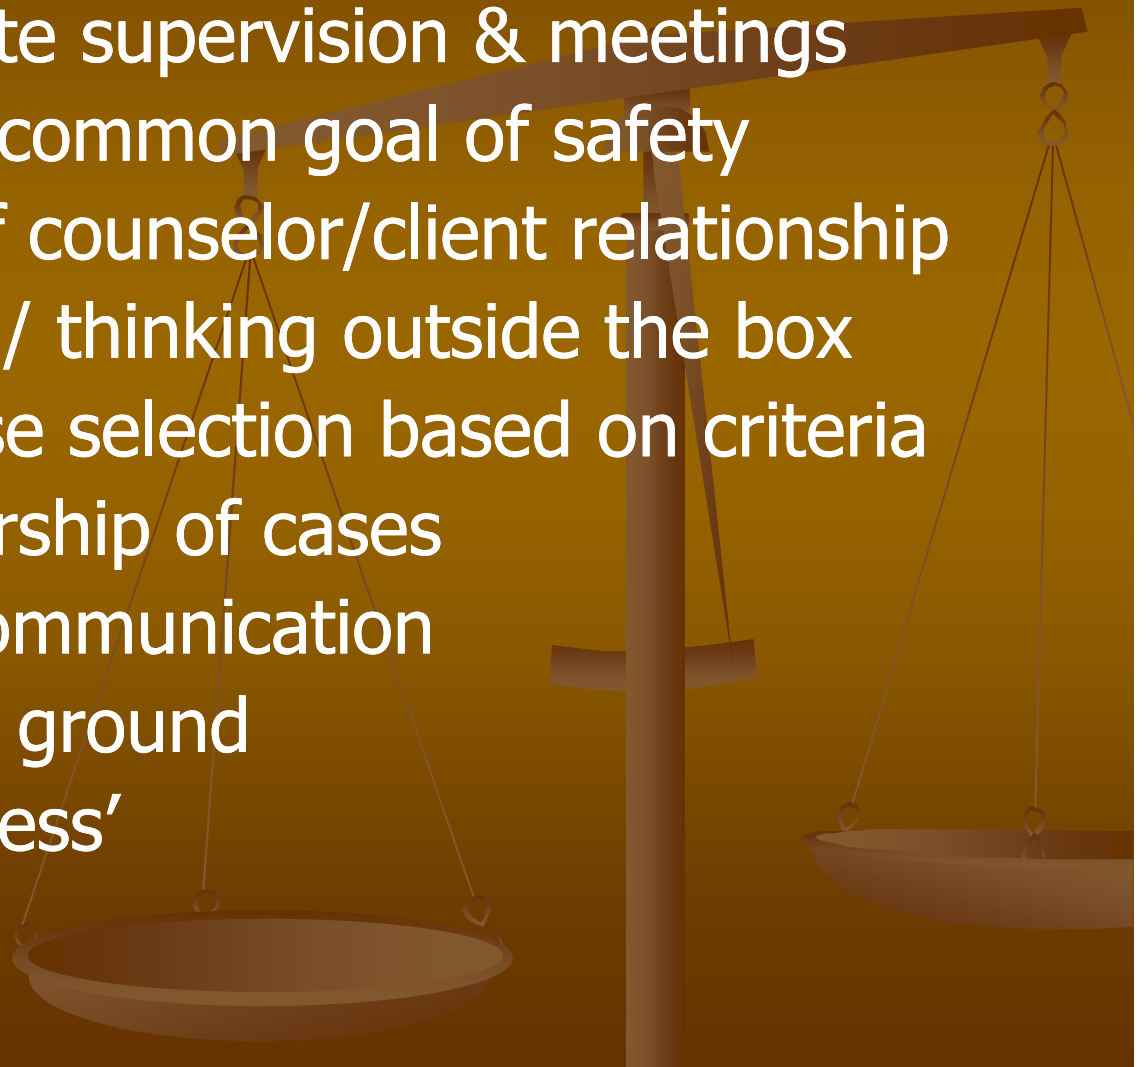 te supervision & meetings
common goal of safety
f counselor/client relationship
/ thinking outside the box
se selection based on criteria
rship of cases
ommunication
ground
ess’